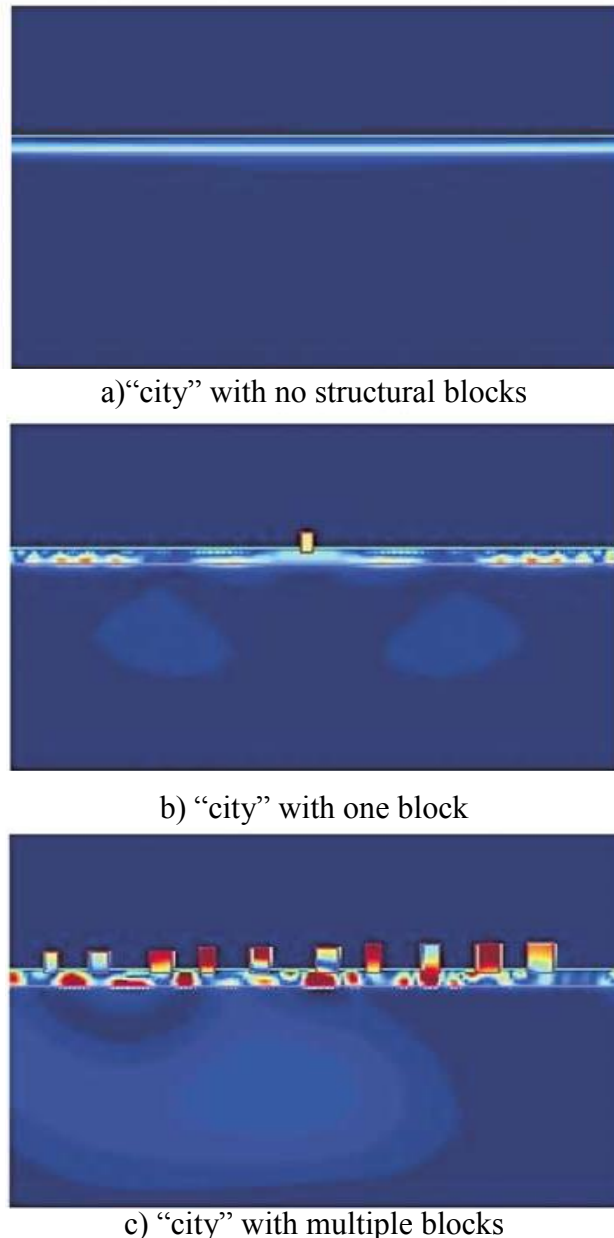 a)“city” with no structural blocks
b) “city” with one block
c) “city” with multiple blocks